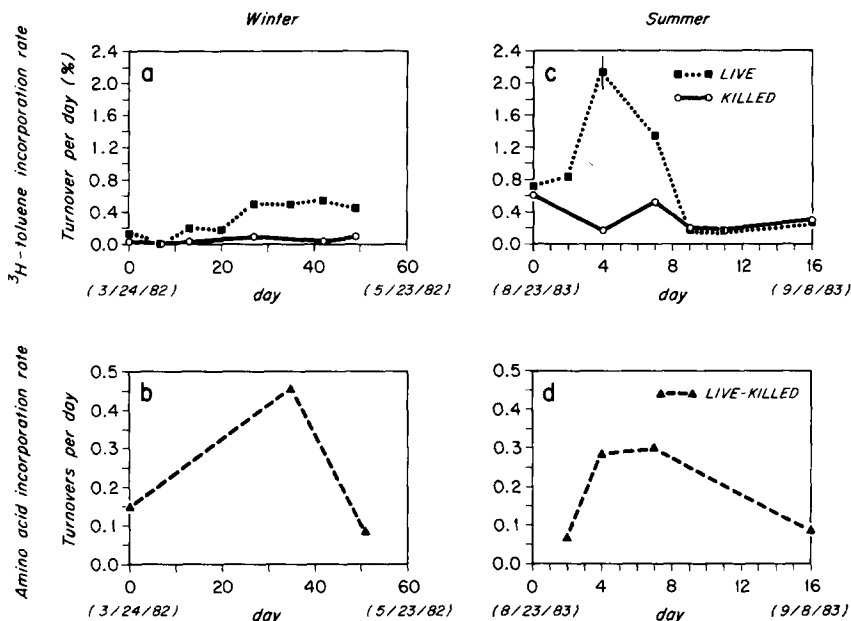 Winter
Summer
³H-toluene incorporation rate
Turnover per day (%)
a
2.4
2.0
1.6
1.2
0.8
0.4
0.0
0 20 40 60
(3/24/82) day (5/23/82)
c
LIVE
KILLED
2.4
2.0
1.6
1.2
0.8
0.4
0.0
0 4 8 12 16
(8/23/83) day (9/8/83)
Amino acid incorporation rate
Turnovers per day
b
0.5
0.4
0.3
0.2
0.1
0.0
0 20 40 60
(3/24/82) day (5/23/82)
d
LIVE-KILLED
0.5
0.4
0.3
0.2
0.1
0.0
0 4 8 12 16
(8/23/83) day (9/8/83)